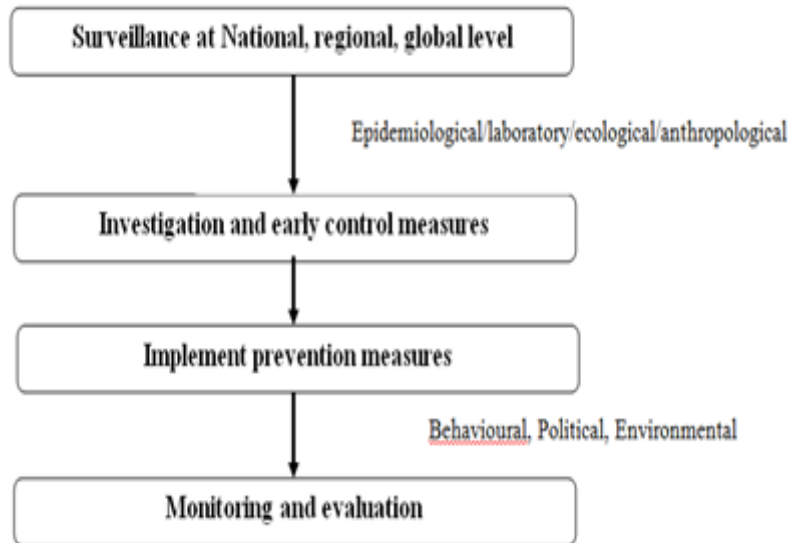 Surveillance at National, regional, global level
Epidemiological/laboratory/ecological/anthropological
Investigation and early control measures
Implement prevention measures
Behavioural, Political, Environmental
Monitoring and evaluation